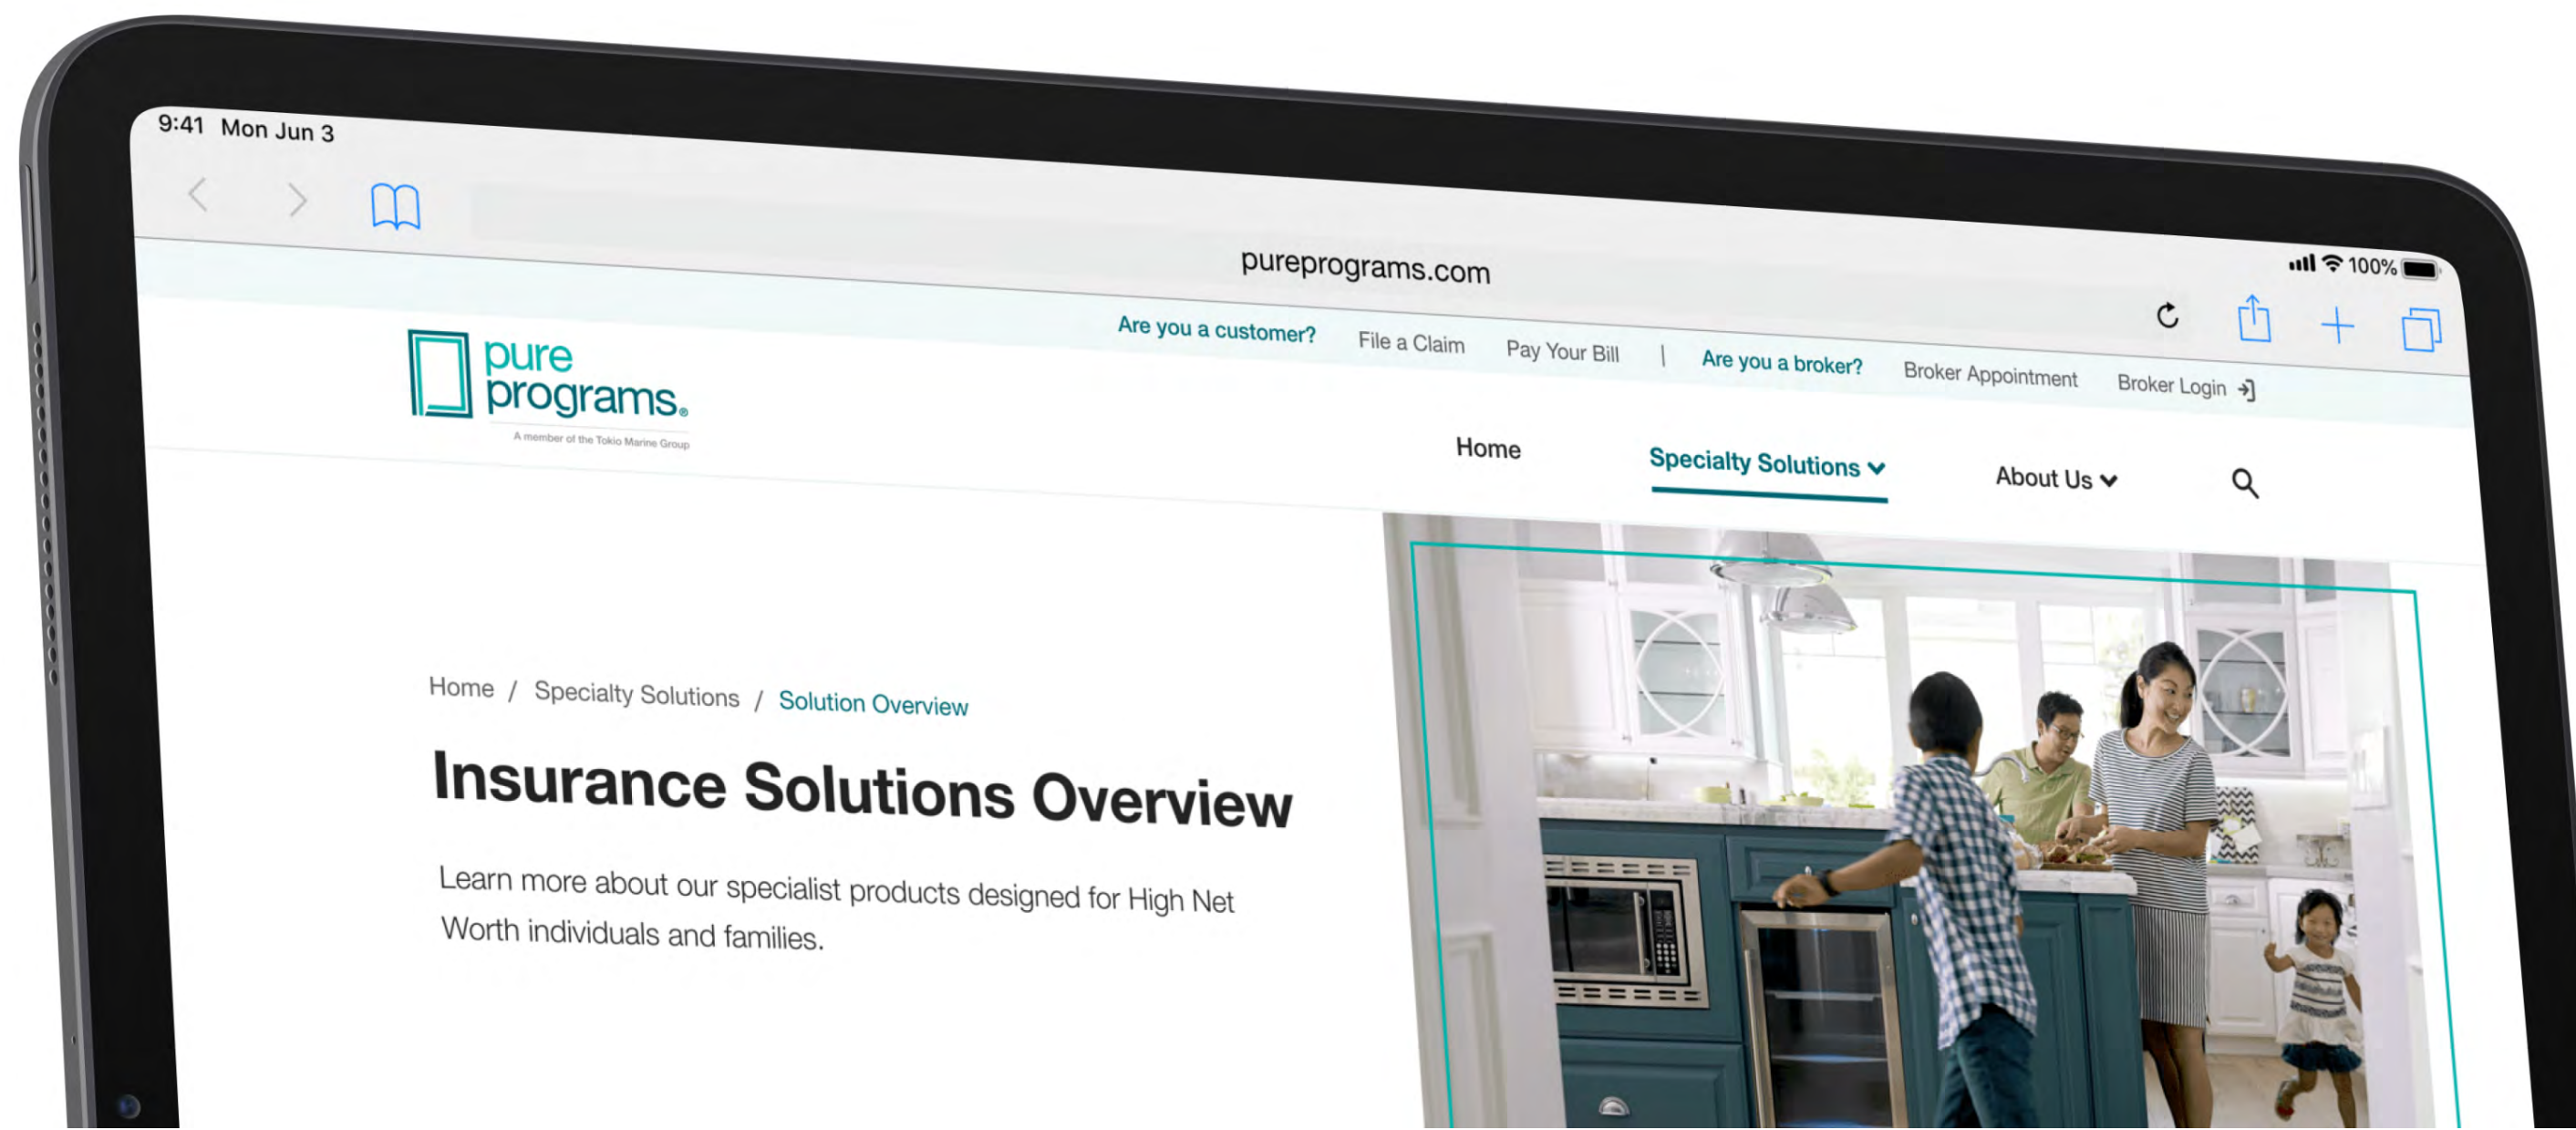 9:41 Mon Jun 3
100%
pureprograms.com
Are you a customer? File a Claim Pay Your Bill | Are you a broker? Broker Appointment Broker Login
pure
programs®
A member of the Tokio Marine Group
Home Specialty Solutions About Us
Home / Specialty Solutions / Solution Overview
Insurance Solutions Overview
Learn more about our specialist products designed for High Net
Worth individuals and families.